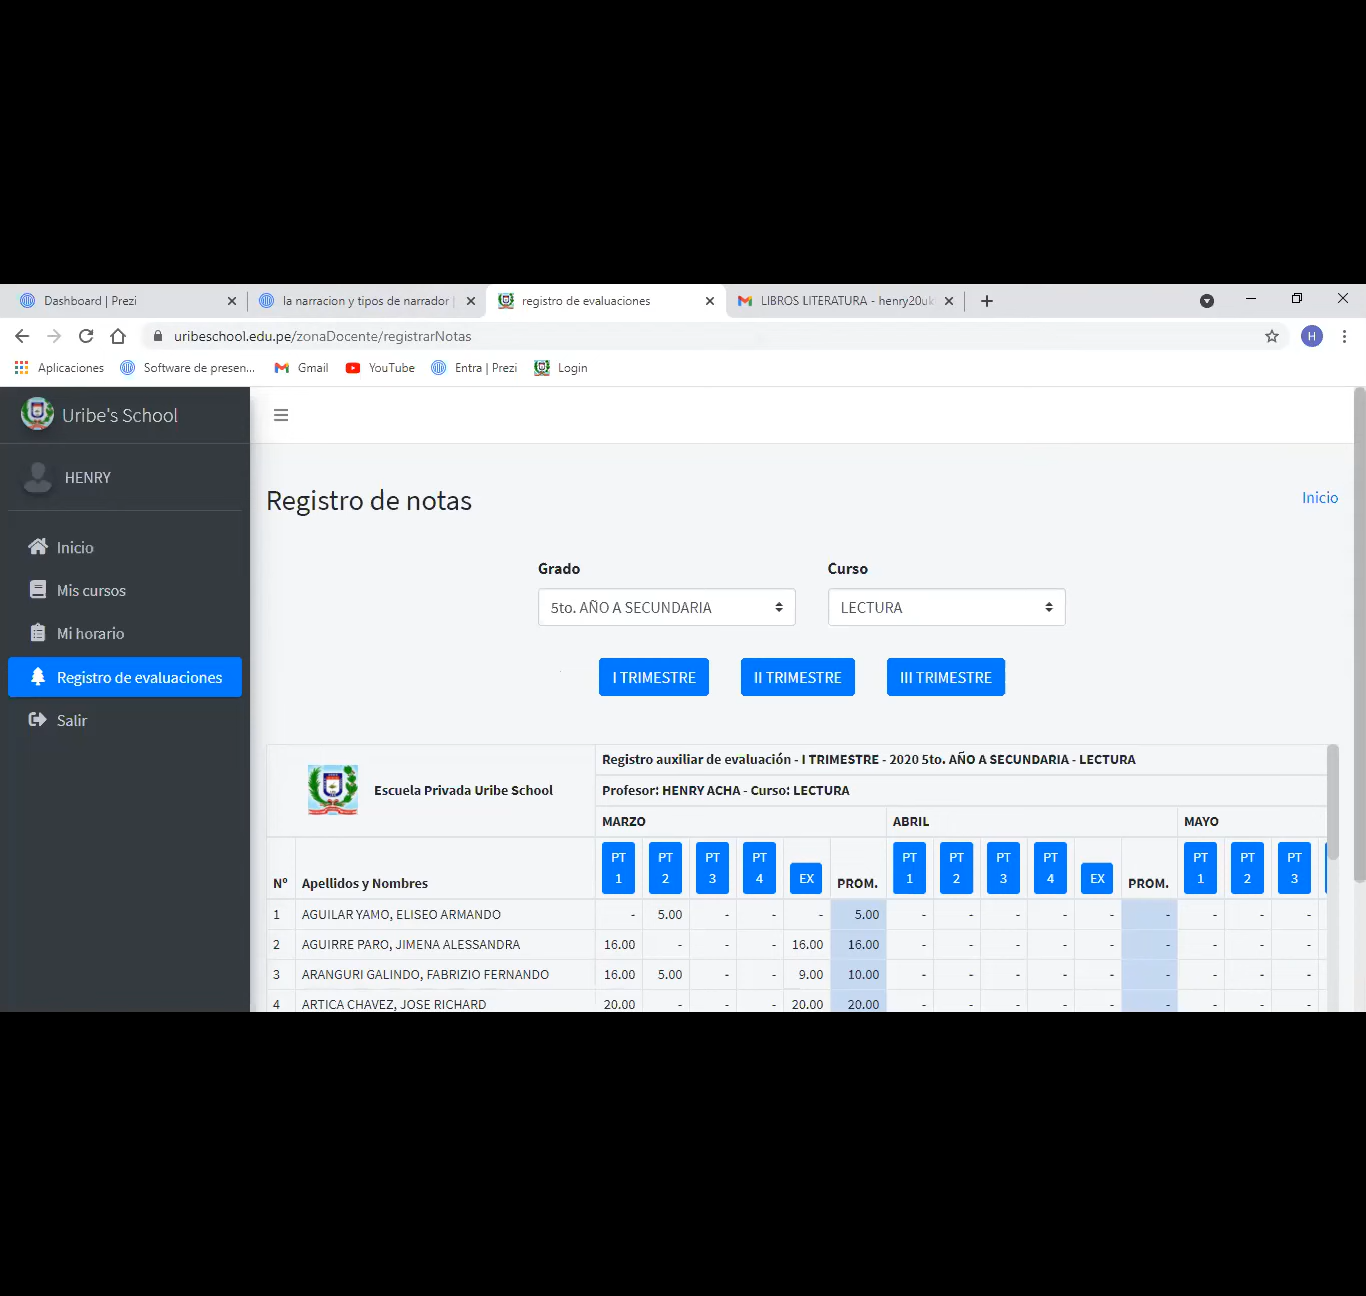 Dashboard | Prezi
la narracion y tipos de narrador |
registro de evaluaciones
LIBROS LITERATURA - henry20uk
uribeschool.edu.pe/zonaDocente/registrarNotas
H
Aplicaciones
Software de presen...
Gmail
YouTube
Entra | Prezi
Login
Uribe's School
HENRY
Inicio
Mis cursos
Mi horario
Registro de evaluaciones
Salir
Registro de notas
Inicio
Grado
Curso
5to. AÑO A SECUNDARIA
LECTURA
I TRIMESTRE
II TRIMESTRE
III TRIMESTRE
Escuela Privada Uribe School
Registro auxiliar de evaluación - I TRIMESTRE - 2020 5to. AÑO A SECUNDARIA - LECTURA
Profesor: HENRY ACHA - Curso: LECTURA
MARZO ABRIL MAYO
Nº Apellidos y Nombres PT 1 PT 2 PT 3 PT 4 EX PROM. PT 1 PT 2 PT 3 PT 4 EX PROM. PT 1 PT 2 PT 3
1 AGUILAR YAMO, ELISEO ARMANDO - 5.00 - - - 5.00 - - - - - - - - -
2 AGUIRRE PARO, JIMENA ALESSANDRA 16.00 - - - 16.00 16.00 - - - - - - - - -
3 ARANGURI GALINDO, FABRIZIO FERNANDO 16.00 5.00 - - 9.00 10.00 - - - - - - - - -
4 ARTICA CHAVEZ, JOSE RICHARD 20.00 - - - 20.00 20.00 - - - - - - - - -